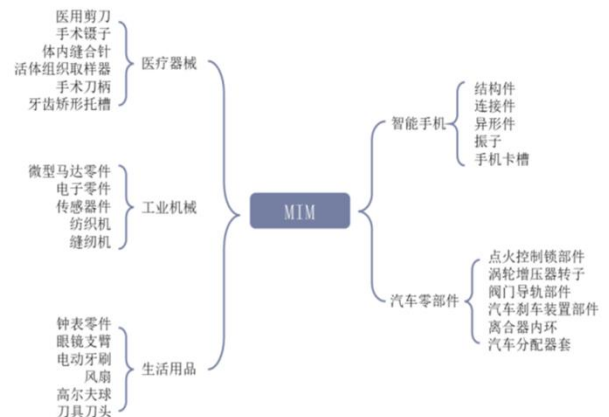 医用剪刀
手术镊子
体内缝合针
活体组织取样器
手术刀柄
牙齿矫形托槽
医疗器械
微型马达零件
电子零件
传感器件
纺织机
缝纫机
工业机械
钟表零件
眼镜支臂
电动牙刷
风扇
高尔夫球
刀具刀头
生活用品
MIM
智能手机
结构件
连接件
异形件
振子
手机卡槽
汽车零部件
点火控制锁部件
涡轮增压器转子
阀门导轨部件
汽车刹车装置部件
离合器内环
汽车分配器套